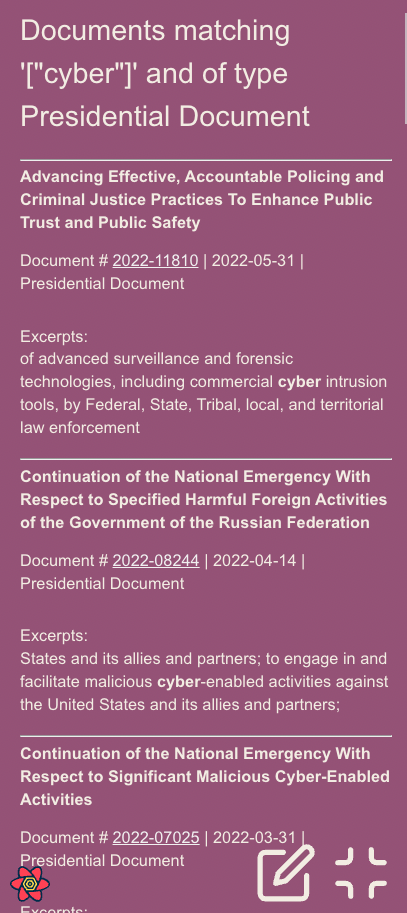 Documents matching
'["cyber"]' and of type
Presidential Document
Advancing Effective, Accountable Policing and
Criminal Justice Practices To Enhance Public
Trust and Public Safety
Document # 2022-11810 | 2022-05-31 |
Presidential Document
Excerpts:
of advanced surveillance and forensic
technologies, including commercial cyber intrusion
tools, by Federal, State, Tribal, local, and territorial
law enforcement
Continuation of the National Emergency With
Respect to Specified Harmful Foreign Activities
of the Government of the Russian Federation
Document # 2022-08244 | 2022-04-14 |
Presidential Document
Excerpts:
States and its allies and partners; to engage in and
facilitate malicious cyber-enabled activities against
the United States and its allies and partners;
Continuation of the National Emergency With
Respect to Significant Malicious Cyber-Enabled
Activities
Document # 2022-07025 | 2022-03-31 |
Presidential Document
Excerpts: